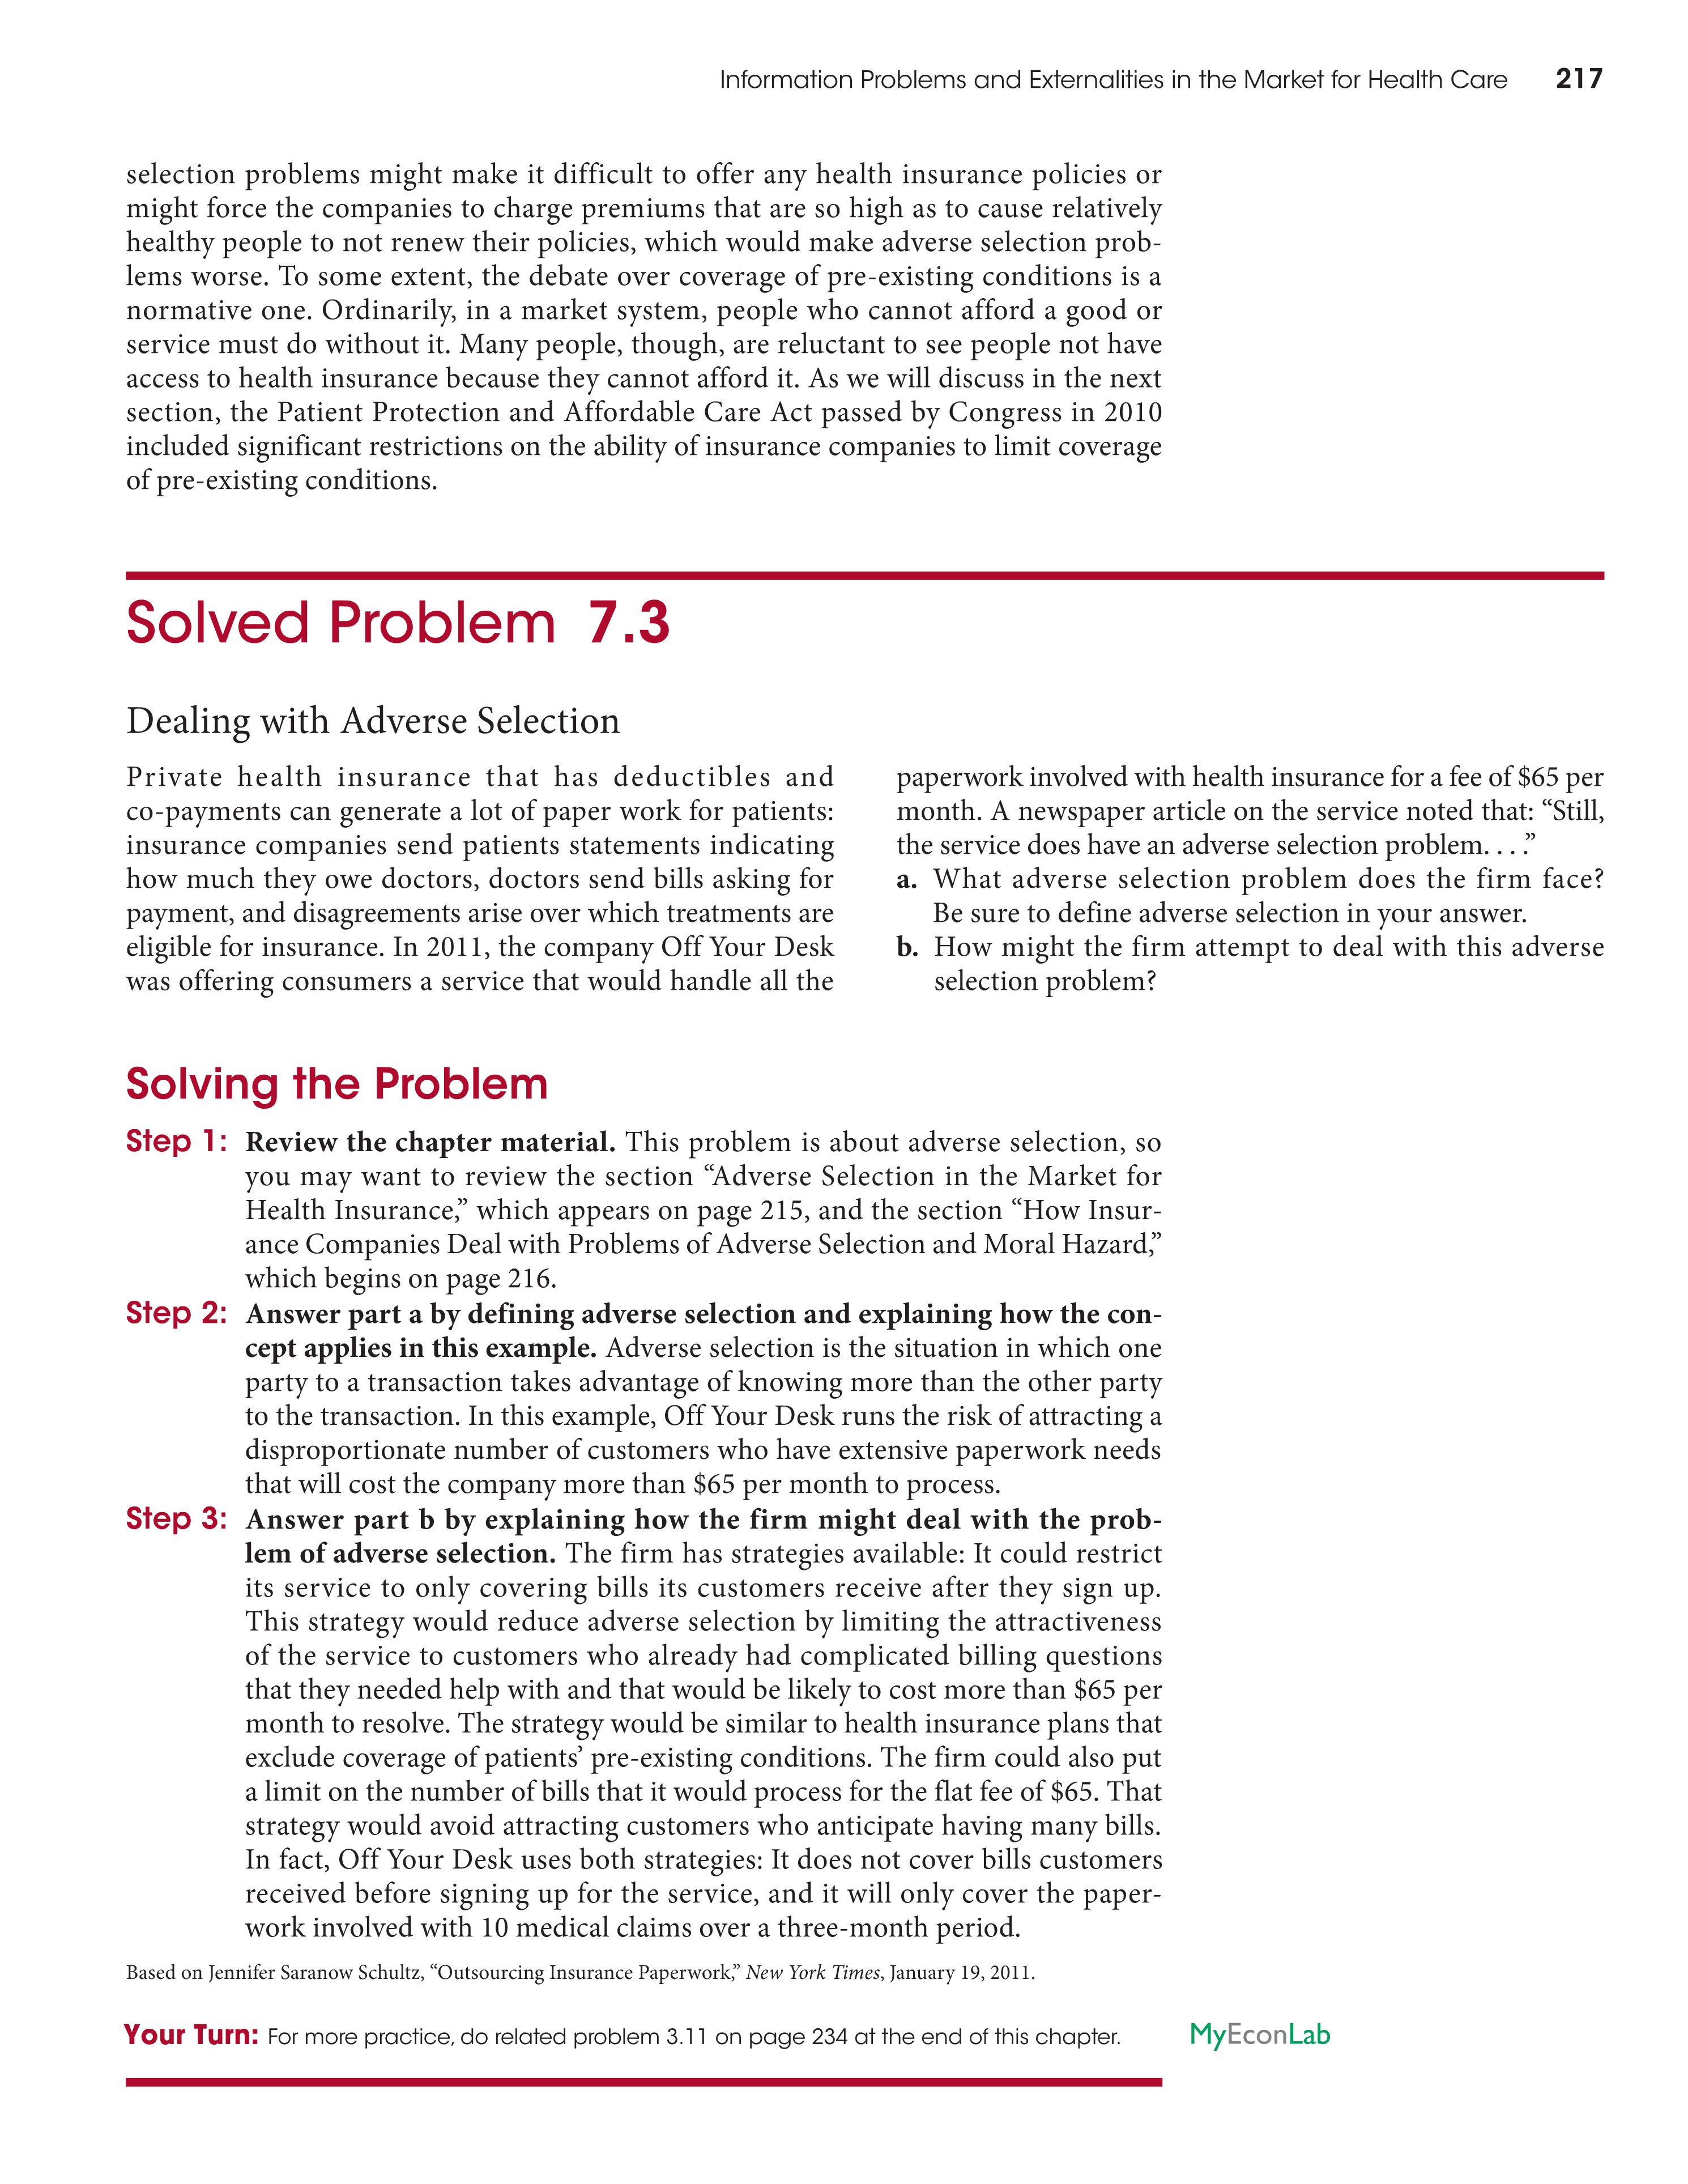 Information Problems and Externalities in the Market for Health Care 217
selection problems might make it difficult to offer any health insurance policies or
might force the companies to charge premiums that are so high as to cause relatively
healthy people to not renew their policies, which would make adverse selection prob-
lems worse. To some extent, the debate over coverage of pre-existing conditions is a
normative one. Ordinarily, in a market system, people who cannot afford a good or
service must do without it. Many people, though, are reluctant to see people not have
access to health insurance because they cannot afford it. As we will discuss in the next
section, the Patient Protection and Affordable Care Act passed by Congress in 2010
included significant restrictions on the ability of insurance companies to limit coverage
of pre-existing conditions.
Solved Problem 7.3
Dealing with Adverse Selection
Private health insurance that has deductibles and
co-payments can generate a lot of paper work for patients:
insurance companies send patients statements indicating
how much they owe doctors, doctors send bills asking for
payment, and disagreements arise over which treatments are
eligible for insurance. In 2011, the company Off Your Desk
was offering consumers a service that would handle all the
paperwork involved with health insurance for a fee of $65 per
month. A newspaper article on the service noted that: “Still,
the service does have an adverse selection problem. . . .”
a. What adverse selection problem does the firm face?
Be sure to define adverse selection in your answer.
b. How might the firm attempt to deal with this adverse
selection problem?
Solving the Problem
Step 1: Review the chapter material. This problem is about adverse selection, so
you may want to review the section “Adverse Selection in the Market for
Health Insurance,” which appears on page 215, and the section “How Insur-
ance Companies Deal with Problems of Adverse Selection and Moral Hazard,”
which begins on page 216.
Step 2: Answer part a by defining adverse selection and explaining how the con-
cept applies in this example. Adverse selection is the situation in which one
party to a transaction takes advantage of knowing more than the other party
to the transaction. In this example, Off Your Desk runs the risk of attracting a
disproportionate number of customers who have extensive paperwork needs
that will cost the company more than $65 per month to process.
Step 3: Answer part b by explaining how the firm might deal with the prob-
lem of adverse selection. The firm has strategies available: It could restrict
its service to only covering bills its customers receive after they sign up.
This strategy would reduce adverse selection by limiting the attractiveness
of the service to customers who already had complicated billing questions
that they needed help with and that would be likely to cost more than $65 per
month to resolve. The strategy would be similar to health insurance plans that
exclude coverage of patients’ pre-existing conditions. The firm could also put
a limit on the number of bills that it would process for the flat fee of $65. That
strategy would avoid attracting customers who anticipate having many bills.
In fact, Off Your Desk uses both strategies: It does not cover bills customers
received before signing up for the service, and it will only cover the paper-
work involved with 10 medical claims over a three-month period.
Based on Jennifer Saranow Schultz, “Outsourcing Insurance Paperwork,” New York Times, January 19, 2011.
Your Turn: For more practice, do related problem 3.11 on page 234 at the end of this chapter. MyEconLab